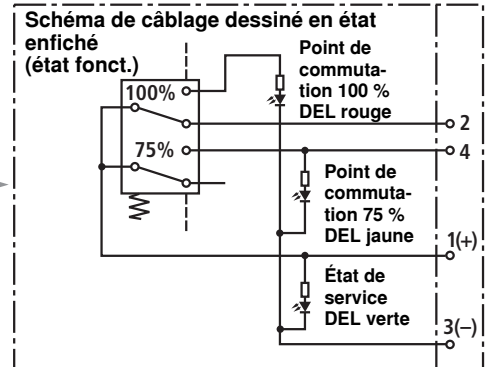 Schéma de câblage dessiné en état
enfiché
(état fonct.)
Point de
commuta-
tion 100 %
DEL rouge
100%
2
75%
4
Point de
commuta-
tion 75 %
DEL jaune
1(+)
État de
service
DEL verte
3(–)